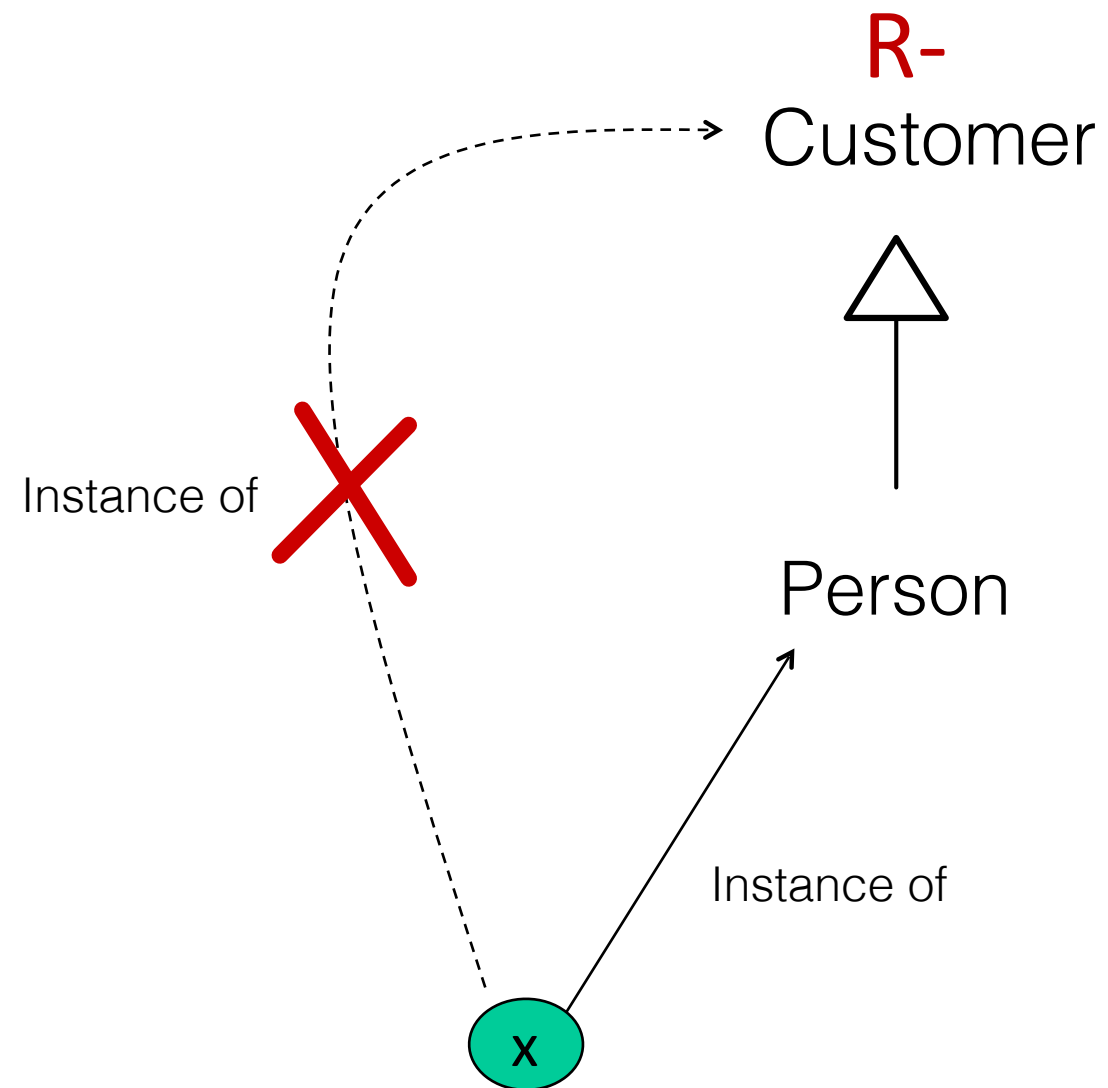 R-
Customer
Instance of
Person
Instance of
x